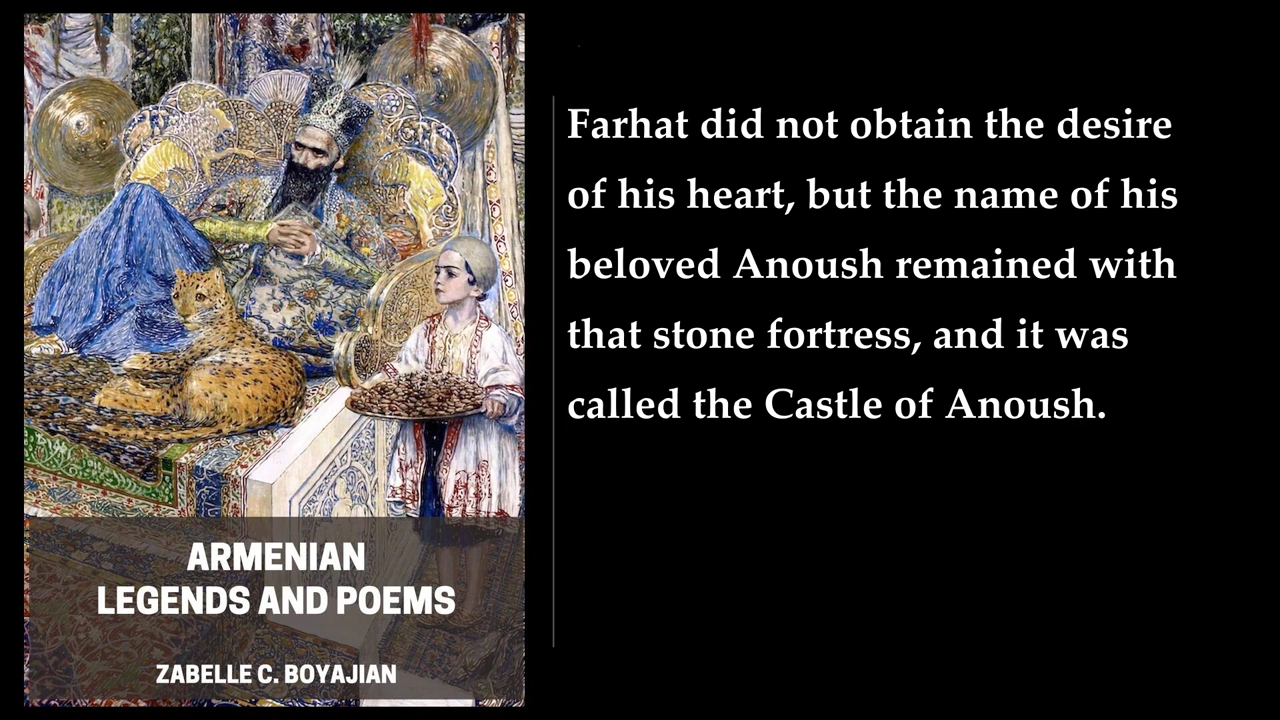 Farhat did not obtain the desire
of his heart, but the name of his
beloved Anoush remained with
that stone fortress, and it was
called the Castle of Anoush.
ARMENIAN
LEGENDS AND POEMS
ZABELLE C. BOYAJIAN